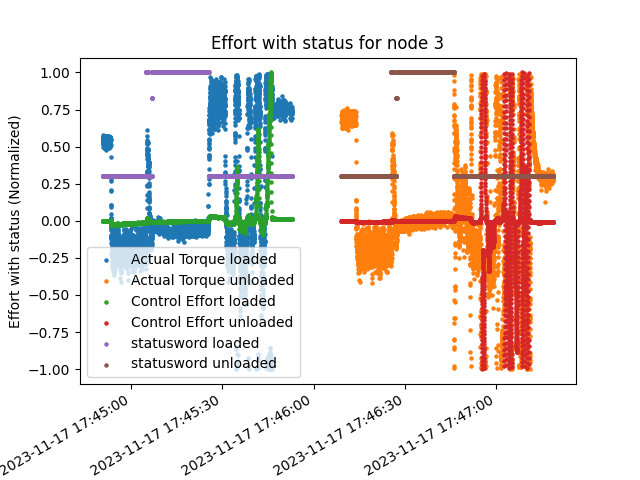 Effort with status for node 3
Effort with status (Normalized)
1.00
0.75
0.50
0.25
0.00
−0.25
−0.50
−0.75
−1.00
Actual Torque loaded
Actual Torque unloaded
Control Effort loaded
Control Effort unloaded
statusword loaded
statusword unloaded
2023-11-17 17:45:00
2023-11-17 17:45:30
2023-11-17 17:46:00
2023-11-17 17:46:30
2023-11-17 17:47:00